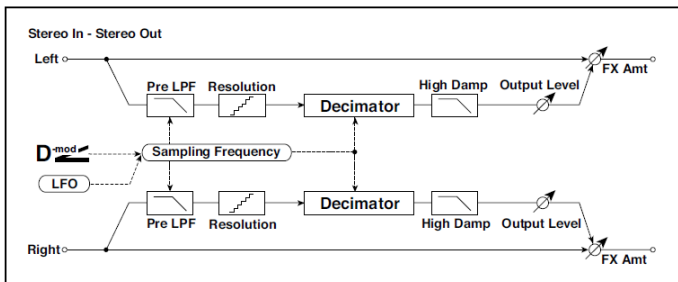 Stereo In - Stereo Out
Left
FX Amt
Pre LPF
Resolution
High Damp
Output Level
Decimator
D-mod
Sampling Frequency
LFO
Decimator
Pre LPF
Resolution
High Damp
Output Level
Right
FX Amt